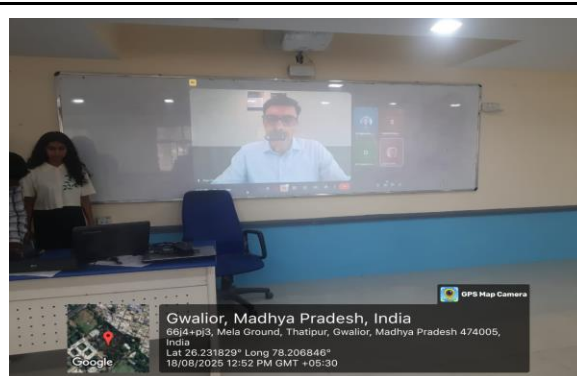 GPS Map Camera
Gwalior, Madhya Pradesh, India
66j4+pj3, Mela Ground, Thatipur, Gwalior, Madhya Pradesh 474005,
India
Lat 26.231829° Long 78.206846°
18/08/2025 12:52 PM GMT +05:30
Google